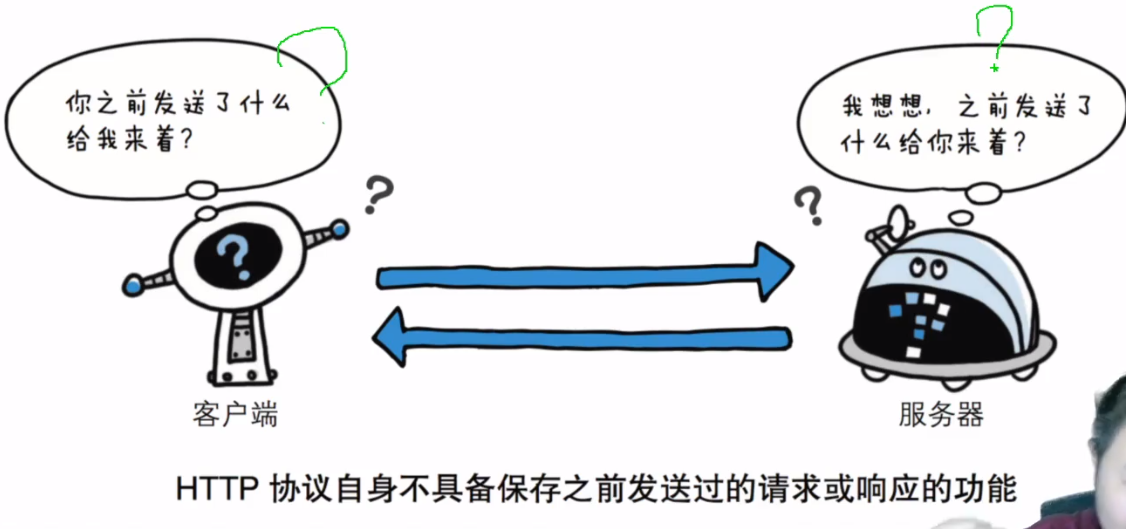 你之前发送了什么
给我来着?
?
我想想, 之前发送了
什么给你来着?
?
?
?
?
客户端
服务器
HTTP 协议自身不具备保存之前发送过的请求或响应的功能